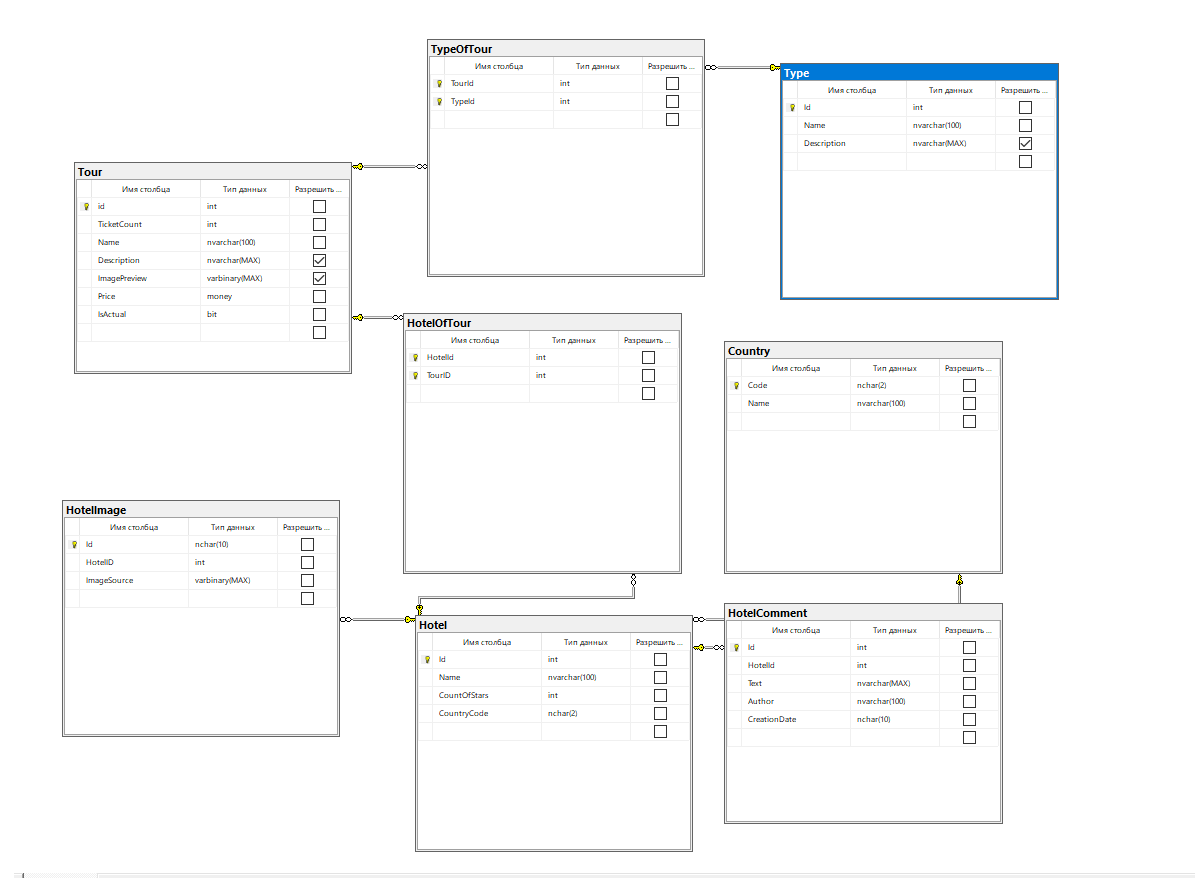 TypeOfTour
Имя столбца Тип данных Разрешить ...
TourId int
TypeId int
Type
Имя столбца Тип данных Разрешить ...
Id int
Name nvarchar(100)
Description nvarchar(MAX)
Tour
Имя столбца Тип данных Разрешить ...
id int
TicketCount int
Name nvarchar(100)
Description nvarchar(MAX)
ImagePreview varbinary(MAX)
Price money
IsActual bit
HotelOfTour
Имя столбца Тип данных Разрешить ...
HotelId int
TourID int
Country
Имя столбца Тип данных Разрешить ...
Code nchar(2)
Name nvarchar(100)
HotelImage
Имя столбца Тип данных Разрешить ...
Id nchar(10)
HotelID int
ImageSource varbinary(MAX)
Hotel
Имя столбца Тип данных Разрешить ...
Id int
Name nvarchar(100)
CountOfStars int
CountryCode nchar(2)
HotelComment
Имя столбца Тип данных Разрешить ...
Id int
HotelId int
Text nvarchar(MAX)
Author nvarchar(100)
CreationDate nchar(10)